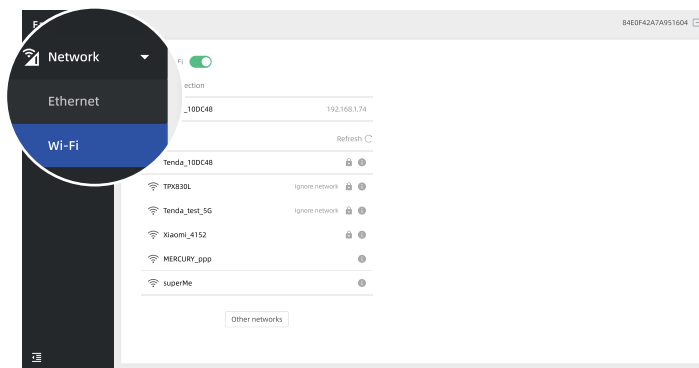 84E0F42A7A951604
Network
Ethernet
Wi-Fi
Fi
ection
_10DC48 192.168.1.74
Refresh
Tenda_10DC48
TPX830L Ignore network
Tenda_test_5G Ignore network
Xiaomi_4152
MERCURY_ppp
superMe
Other networks